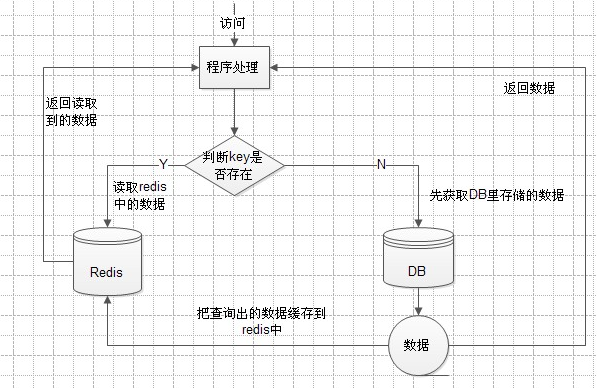 访问
程序处理
返回读取
到的数据
返回数据
判断key是
否存在
Y
N
读取redis
中的数据
先获取DB里存储的数据
Redis
DB
把查询出的数据缓存到
redis中
数据